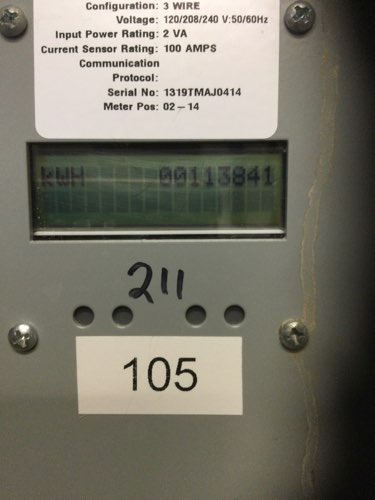 Configuration: 3 WIRE
Voltage: 120/208/240 V:50/60Hz
Input Power Rating: 2 VA
Current Sensor Rating: 100 AMPS
Communication
Protocol:
Serial No: 1319TMAJ0414
Meter Pos: 02-14
kWH 00113841
211
105